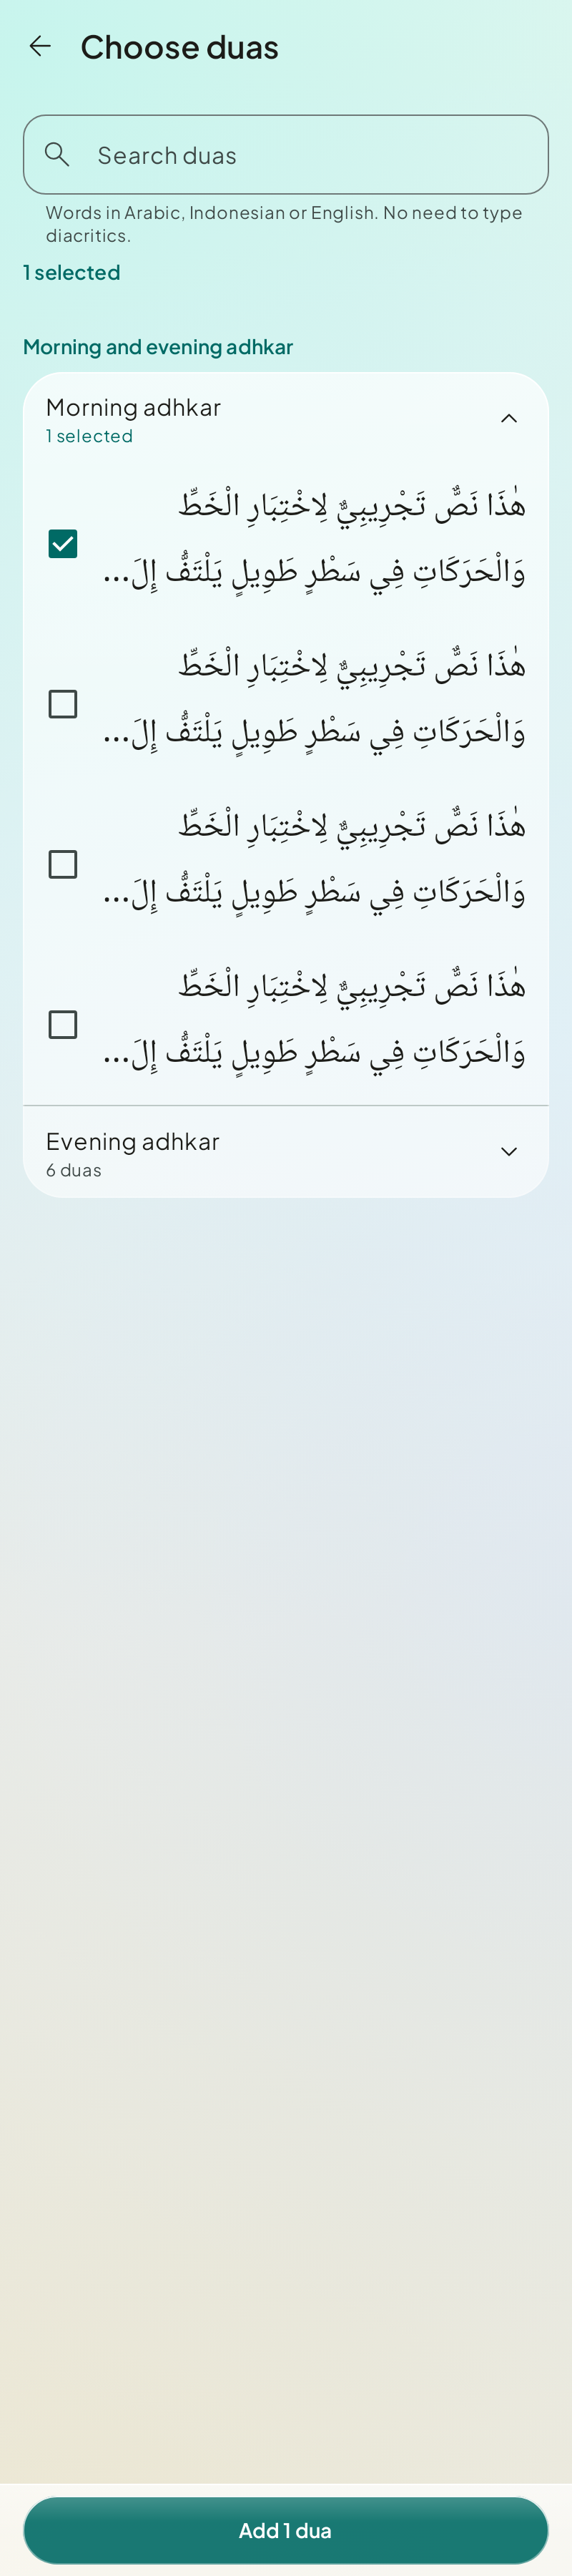 Choose duas
Search duas
Words in Arabic, Indonesian or English. No need to type
diacritics.
1 selected
Morning and evening adhkar
Morning adhkar
1 selected
هٰذَا نَصٌّ تَجْرِيبِيٌّ لِاخْتِبَارِ الْخَطِّ
وَالْحَرَكَاتِ فِي سَطْرٍ طَوِيلٍ يَلْتَفُّ إِلَ...
هٰذَا نَصٌّ تَجْرِيبِيٌّ لِاخْتِبَارِ الْخَطِّ
وَالْحَرَكَاتِ فِي سَطْرٍ طَوِيلٍ يَلْتَفُّ إِلَ...
هٰذَا نَصٌّ تَجْرِيبِيٌّ لِاخْتِبَارِ الْخَطِّ
وَالْحَرَكَاتِ فِي سَطْرٍ طَوِيلٍ يَلْتَفُّ إِلَ...
هٰذَا نَصٌّ تَجْرِيبِيٌّ لِاخْتِبَارِ الْخَطِّ
وَالْحَرَكَاتِ فِي سَطْرٍ طَوِيلٍ يَلْتَفُّ إِلَ...
Evening adhkar
6 duas
Add 1 dua